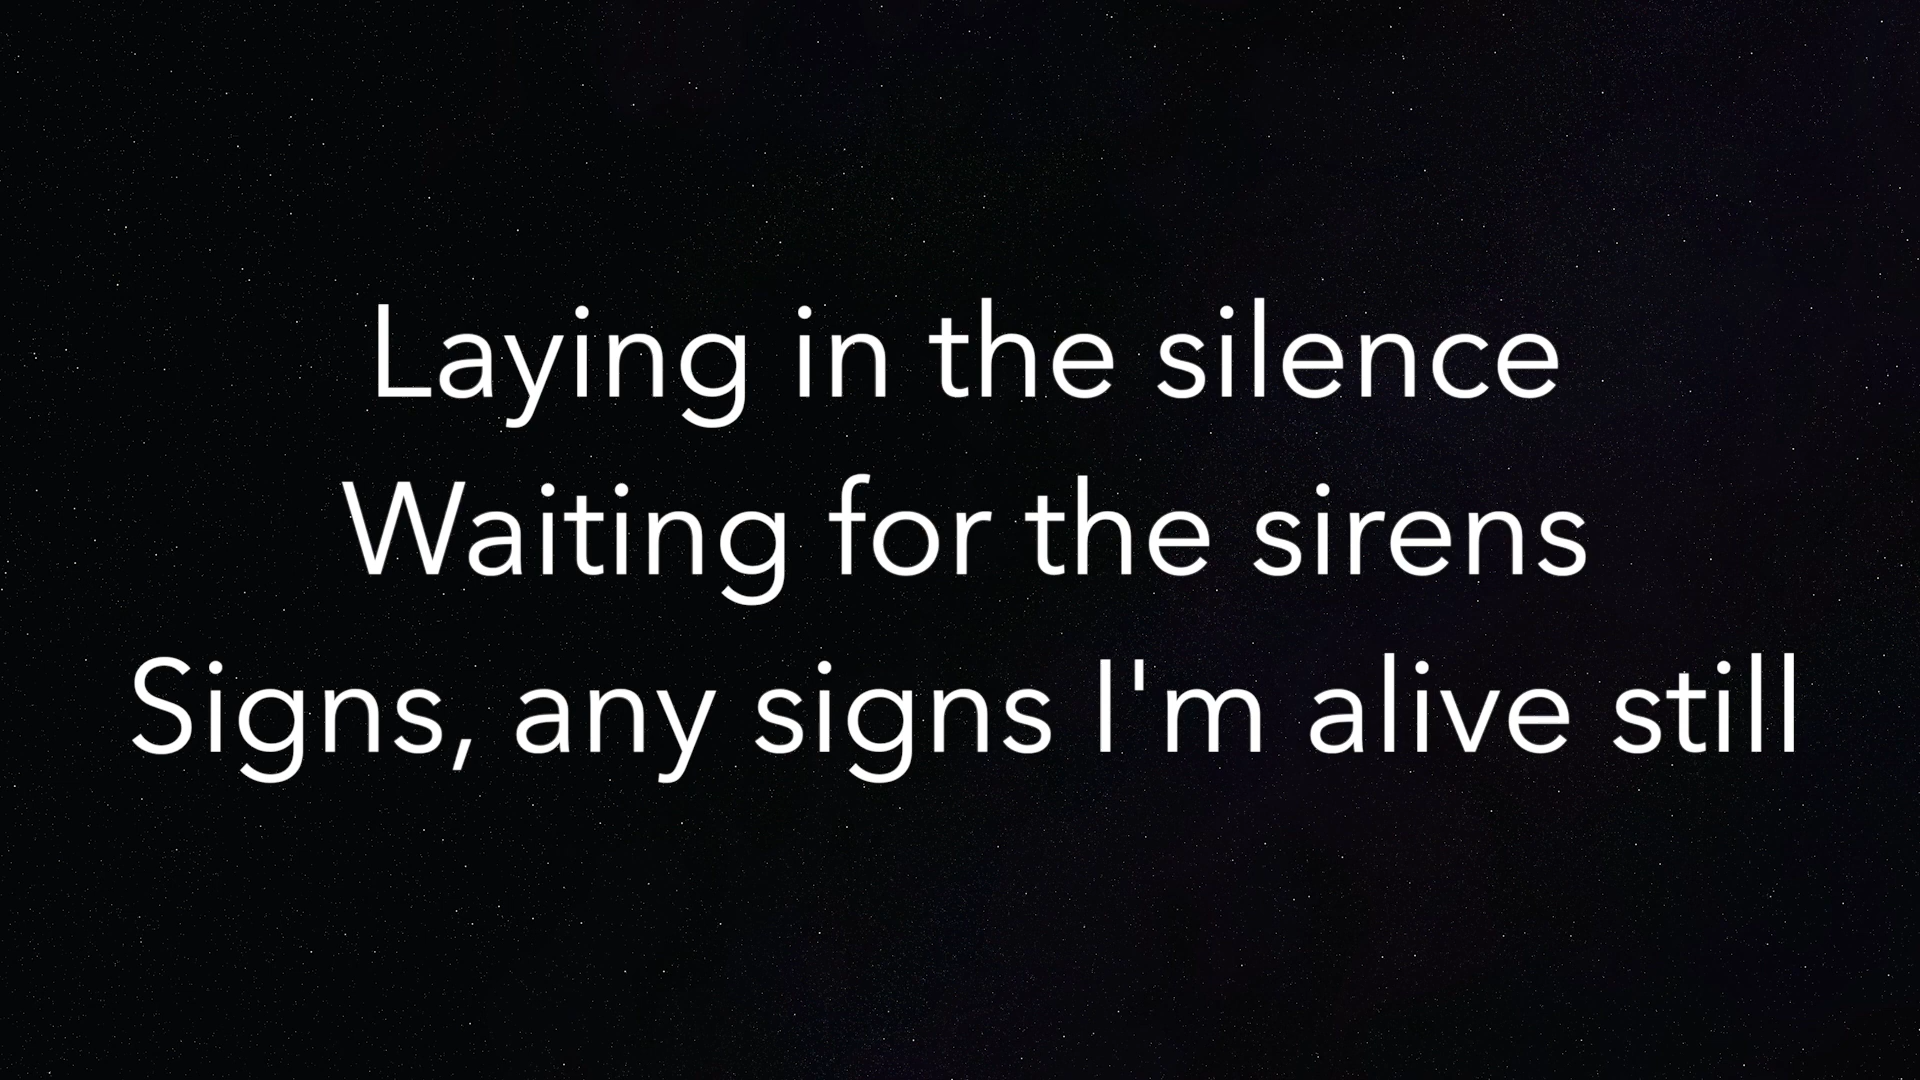 Laying in the silence
Waiting for the sirens
Signs, any signs I'm alive still